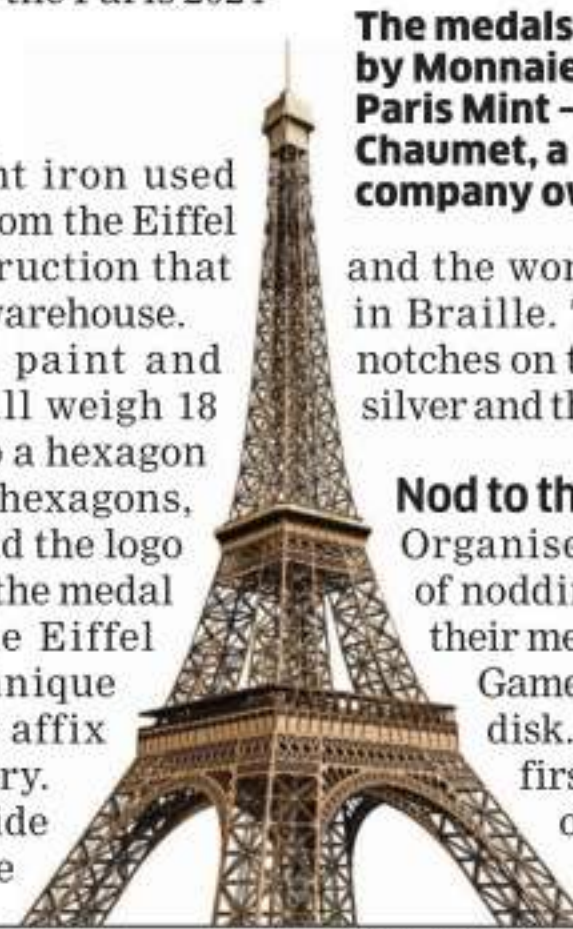 nt iron used
om the Eiffel
ruction that
warehouse.
paint and
ll weigh 18
a hexagon
hexagons,
d the logo
the medal
e Eiffel
nique
affix
ry.
ide
e
The medals
by Monnaie
Paris Mint –
Chaumet, a
company ow
and the wor
in Braille.
notches on t
silver and th
Nod to th
Organise
of noddi
their me
Game
disk.
firs